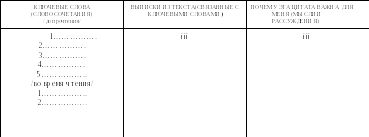 КЛЮЧЕВЫЕ СЛОВА
(СЛОВОСОЧЕТАНИЯ)
ВЫПИСКИ ИЗ ТЕКСТА (СВЯЗАННЫЕ С
КЛЮЧЕВЫМИ СЛОВАМИ)
ПОЧЕМУ ЭТА ЦИТАТА ВАЖНА ДЛЯ
МЕНЯ (МЫСЛИ И
РАССУЖДЕНИЯ)
1……………
2……………
3……………
4……………
5……………
/во время чтения/
1……………
2……………